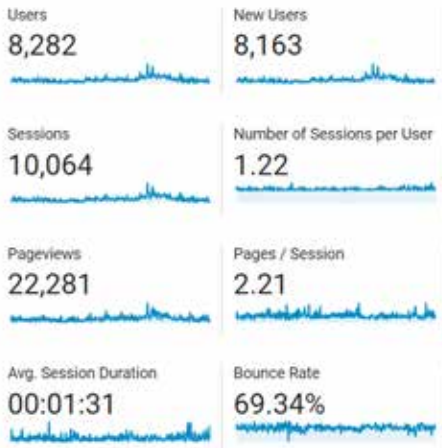 Users
8,282
New Users
8,163
Sessions
10,064
Number of Sessions per User
1.22
Pageviews
22,281
Pages / Session
2.21
Avg. Session Duration
00:01:31
Bounce Rate
69.34%